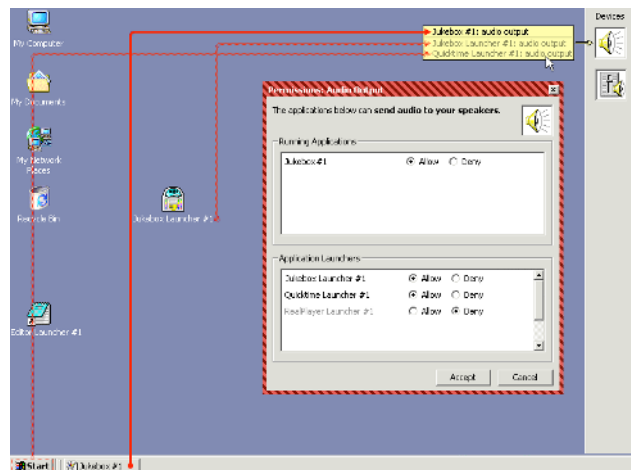 Devices
Jukebox #1: audio output
Jukebox Launcher #1: audio output
Quicktime Launcher #1: audio output
My Computer
My Documents
My Network
Places
Recycle Bin
Jukebox Launcher #1
Editor Launcher #1
Permissions: Audio Output
The applications below can send audio to your speakers.
Running Applications
Jukebox #1 Allow Deny
Application Launchers
Jukebox Launcher #1 Allow Deny
Quicktime Launcher #1 Allow Deny
RealPlayer Launcher #1 Allow Deny
Accept Cancel
Start Jukebox #1